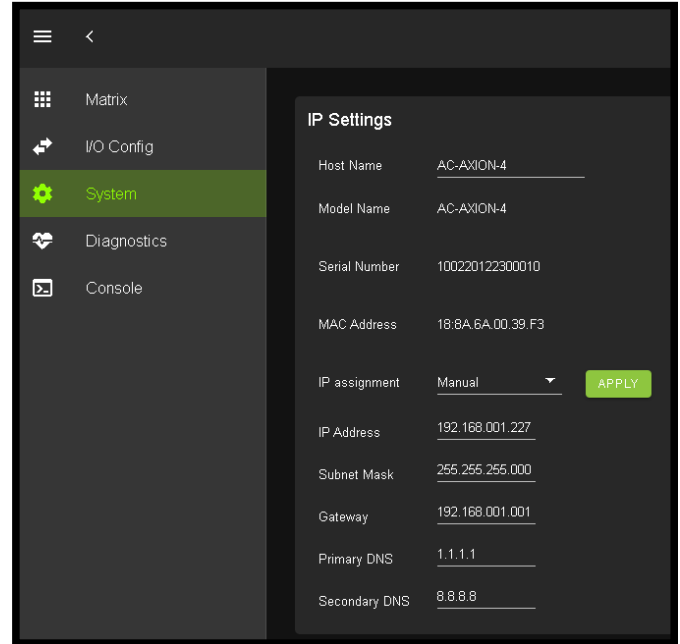 Matrix
I/O Config
System
Diagnostics
Console
IP Settings
Host Name AC-AXION-4
Model Name AC-AXION-4
Serial Number 100220122300010
MAC Address 18:8A.6A.00.39.F3
IP assignment Manual APPLY
IP Address 192.168.001.227
Subnet Mask 255.255.255.000
Gateway 192.168.001.001
Primary DNS 1.1.1.1
Secondary DNS 8.8.8.8